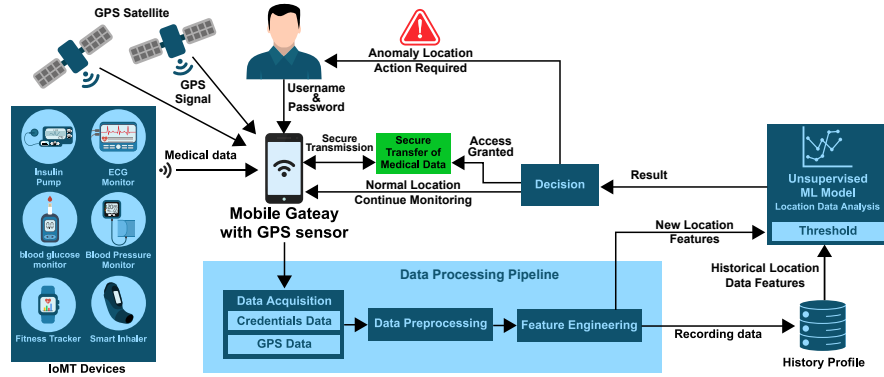 GPS Satellite
GPS
Signal
Anomaly Location
Action Required
Username
&
Password
Insulin
Pump
ECG
Monitor
blood glucose
monitor
Blood Pressure
Monitor
Fitness Tracker
Smart Inhaler
IoMT Devices
Medical data
Secure
Transmission
Secure
Transfer of
Medical Data
Access
Granted
Normal Location
Continue Monitoring
Decision
Result
Unsupervised
ML Model
Location Data Analysis
Threshold
Mobile Gateay
with GPS sensor
New Location
Features
Historical Location
Data Features
Data Processing Pipeline
Data Acquisition
Credentials Data
GPS Data
Data Preprocessing
Feature Engineering
Recording data
History Profile